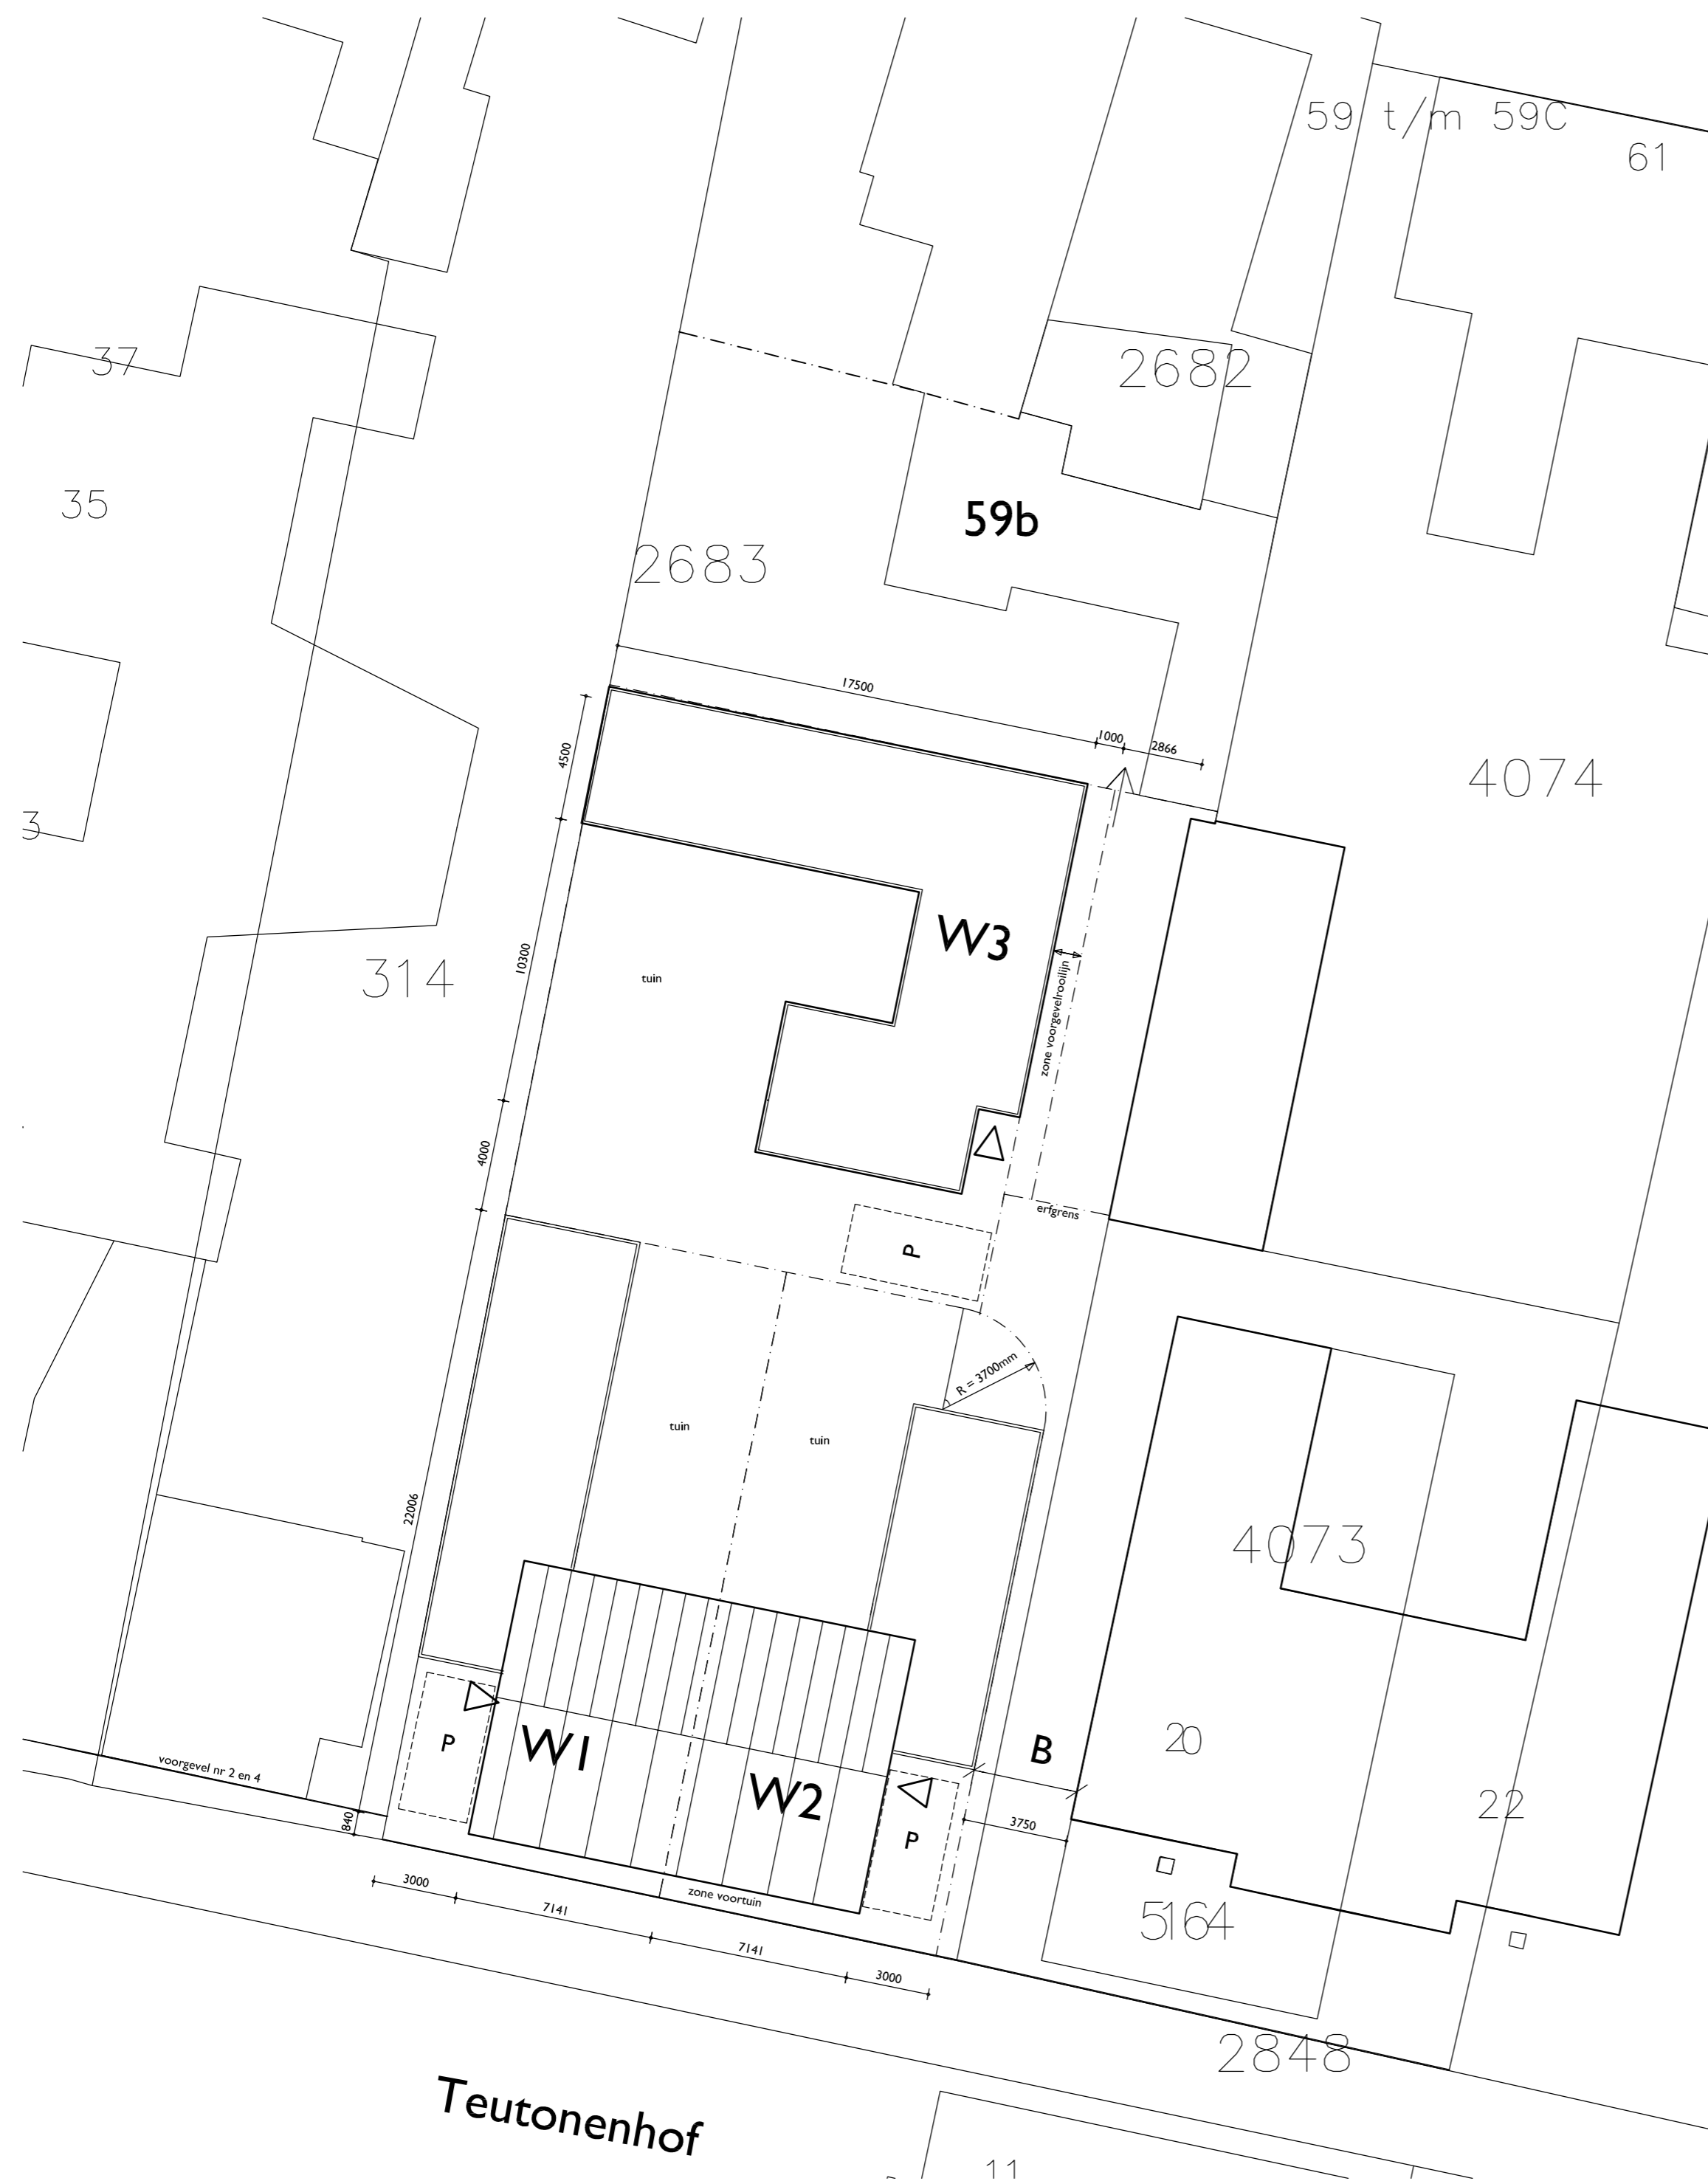 59 t/m 59C
61
37
2682
35
59b
2683
17500
1000
2866
4500
4074
3
W3
10300
tuin
314
zone voorgevelrooilijn
4000
erfgrens
P
R = 3700mm
tuin
tuin
22006
4073
W1
B
P
20
voorgevel nr 2 en 4
W2
22
840
P
3750
3000
zone voortuin
5164
7141
7141
3000
2848
Teutonenhof
11